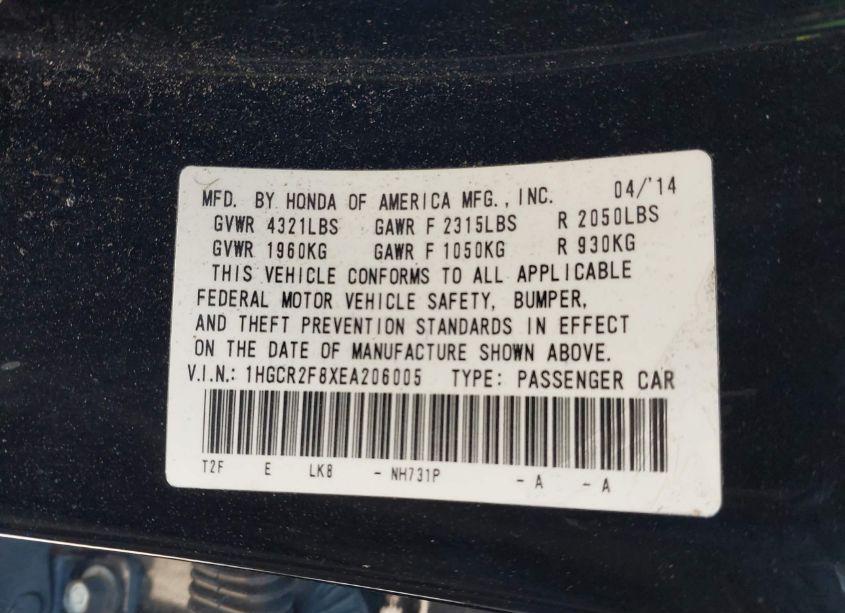 MFD. BY HONDA OF AMERICA MFG., INC. 04/'14
GVWR 4321LBS GAWR F 2315LBS R 2050LBS
GVWR 1960KG GAWR F 1050KG R 930KG
THIS VEHICLE CONFORMS TO ALL APPLICABLE
FEDERAL MOTOR VEHICLE SAFETY, BUMPER,
AND THEFT PREVENTION STANDARDS IN EFFECT
ON THE DATE OF MANUFACTURE SHOWN ABOVE.
V.I.N.: 1HGCR2F8XEA206005 TYPE: PASSENGER CAR
T2F E LK8 - NH731P - A - A